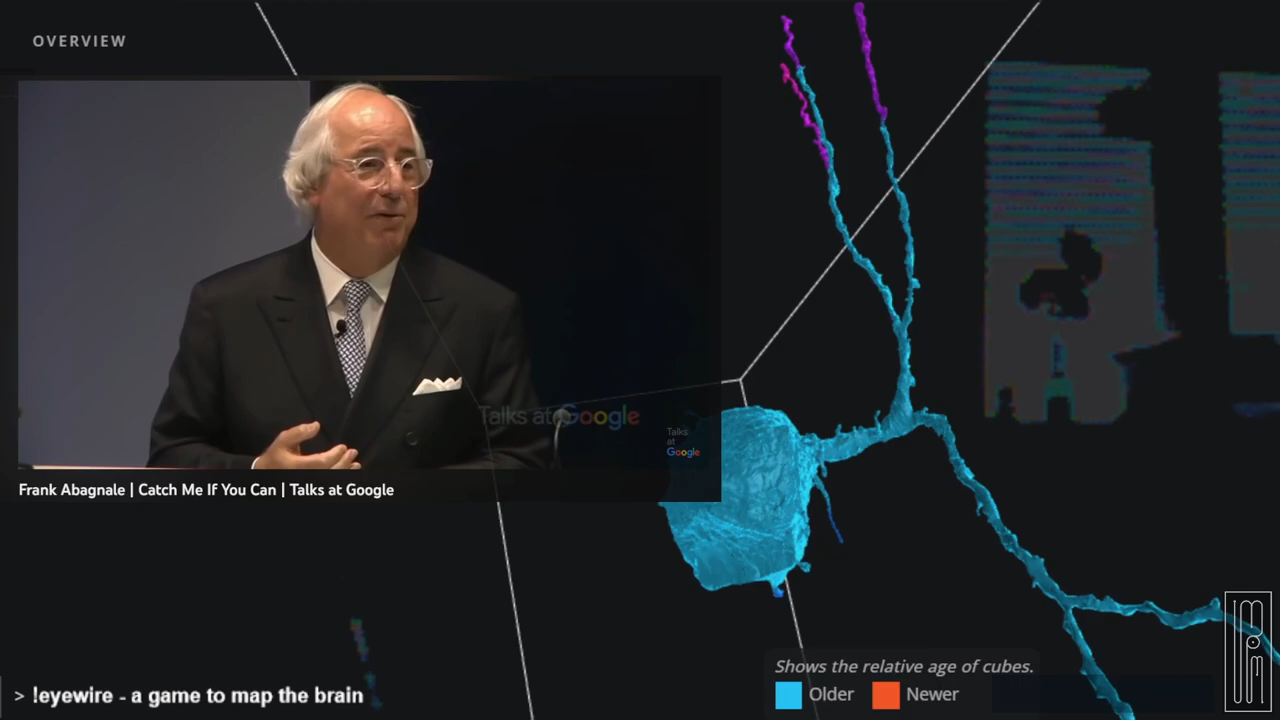 OVERVIEW
Talks at Google
Talks
at
Google
Frank Abagnale | Catch Me If You Can | Talks at Google
Shows the relative age of cubes.
Older
Newer
> !eyewire - a game to map the brain